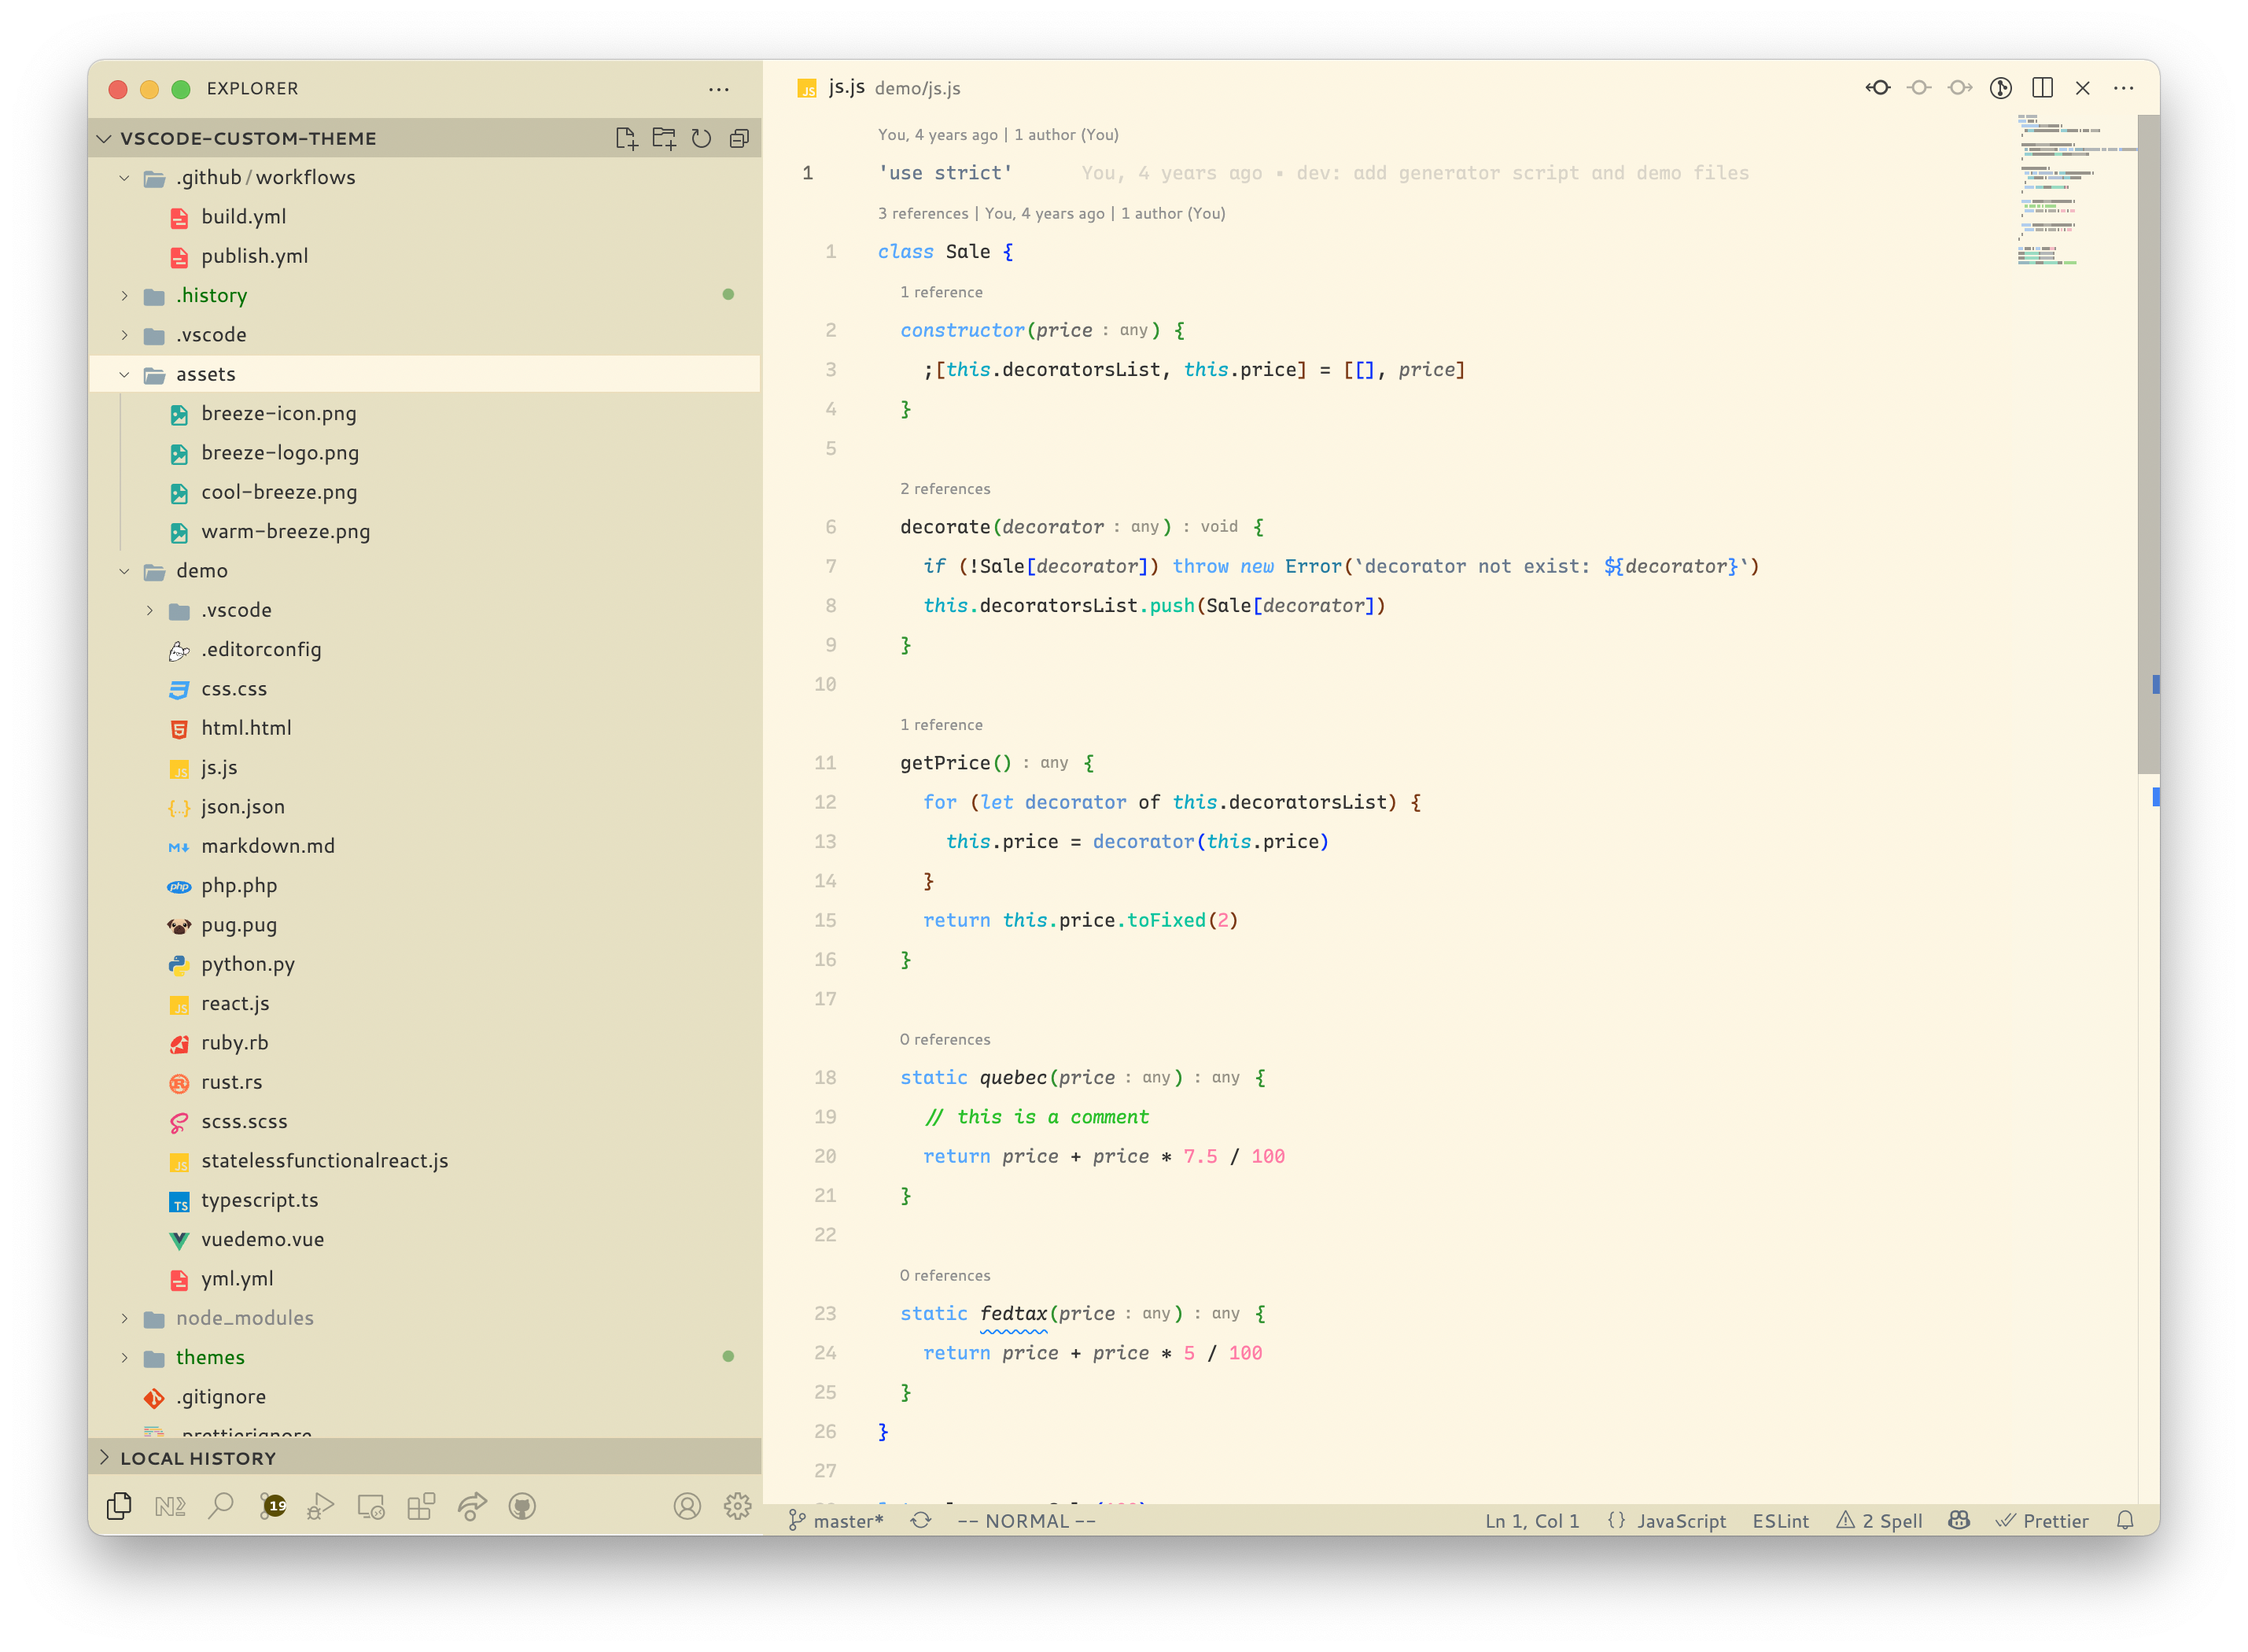 EXPLORER
VSCODE-CUSTOM-THEME
.github/workflows
build.yml
publish.yml
.history
.vscode
assets
breeze-icon.png
breeze-logo.png
cool-breeze.png
warm-breeze.png
demo
.vscode
.editorconfig
css.css
html.html
JS js.js
json.json
markdown.md
php php.php
pug.pug
python.py
JS react.js
ruby.rb
rust.rs
scss.scss
JS statelessfunctionalreact.js
TS typescript.ts
vuedemo.vue
yml.yml
node_modules
themes
.gitignore
.prettierignore
LOCAL HISTORY
19
JS js.js demo/js.js
You, 4 years ago | 1 author (You)
1 'use strict' You, 4 years ago • dev: add generator script and demo files
3 references | You, 4 years ago | 1 author (You)
1 class Sale {
1 reference
2 constructor(price : any) {
3 ;[this.decoratorsList, this.price] = [[], price]
4 }
5
2 references
6 decorate(decorator : any) : void {
7 if (!Sale[decorator]) throw new Error(`decorator not exist: ${decorator}`)
8 this.decoratorsList.push(Sale[decorator])
9 }
10
1 reference
11 getPrice() : any {
12 for (let decorator of this.decoratorsList) {
13 this.price = decorator(this.price)
14 }
15 return this.price.toFixed(2)
16 }
17
0 references
18 static quebec(price : any) : any {
19 // this is a comment
20 return price + price * 7.5 / 100
21 }
22
0 references
23 static fedtax(price : any) : any {
24 return price + price * 5 / 100
25 }
26 }
27
master* -- NORMAL -- Ln 1, Col 1 {} JavaScript ESLint 2 Spell Prettier